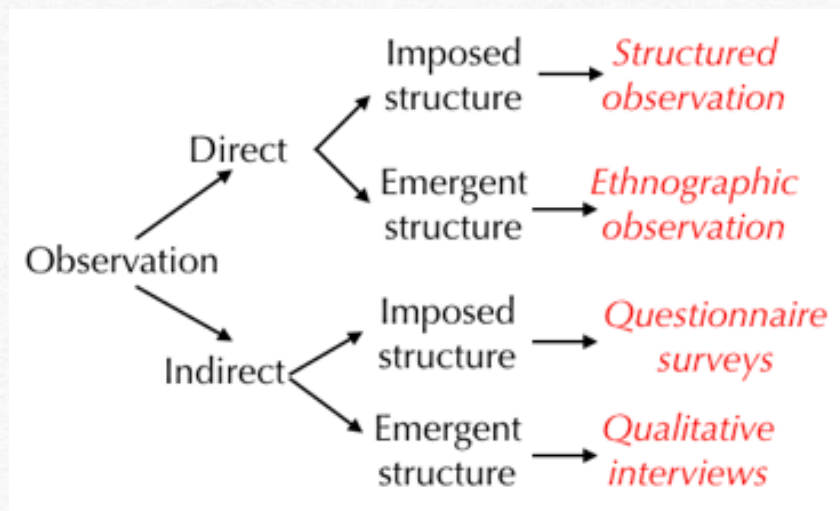 Imposed
structure
Structured
observation
Direct
Emergent
structure
Ethnographic
observation
Observation
Imposed
structure
Questionnaire
surveys
Indirect
Emergent
structure
Qualitative
interviews